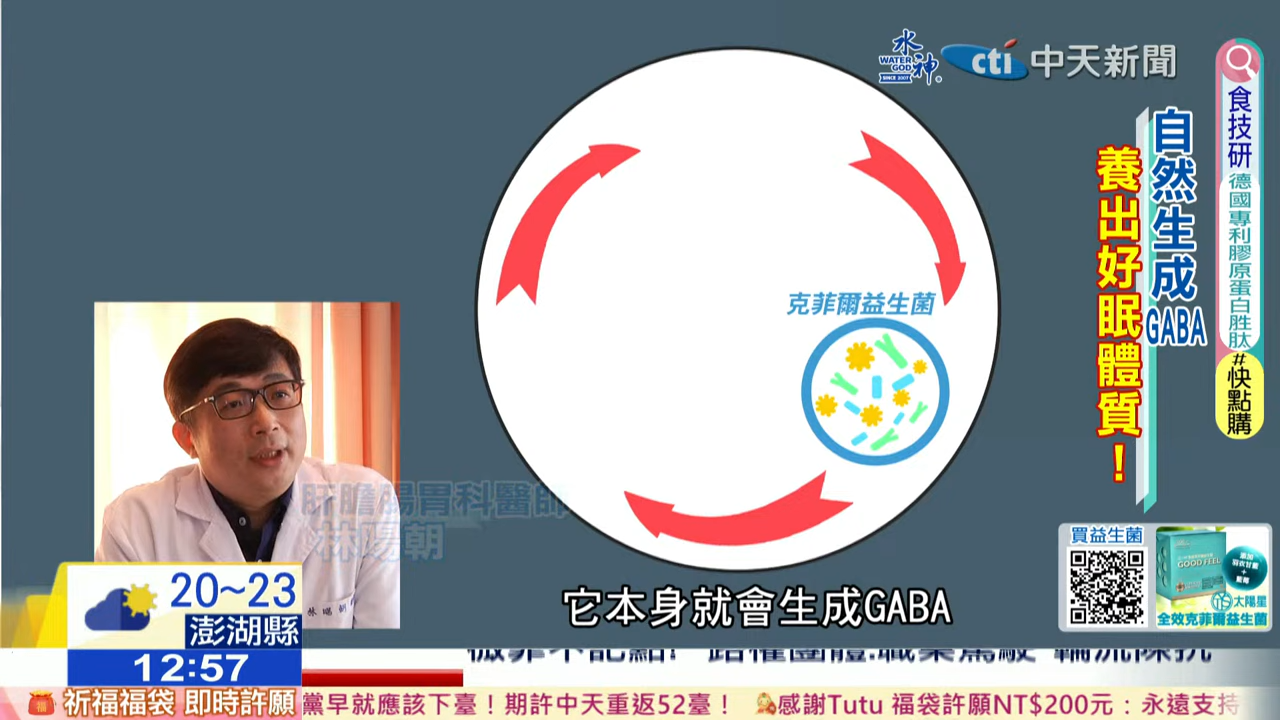 水神
WATER GOD
SINCE 2007
cti 中天新聞
食技研
德國專利膠原蛋白胜肽
#快點購
自然生成GABA
養出好眠體質！
克菲爾益生菌
肝膽腸胃科醫師
買益生菌
GOOD FEEL
添加
太陽星
全效克菲爾益生菌
它本身就會生成GABA
20~23
澎湖縣
12:57
祈福福袋 即時許願
黨早就應該下臺！期許中天重返52臺！ 感謝Tutu 福袋許願NT$200元：永遠支持